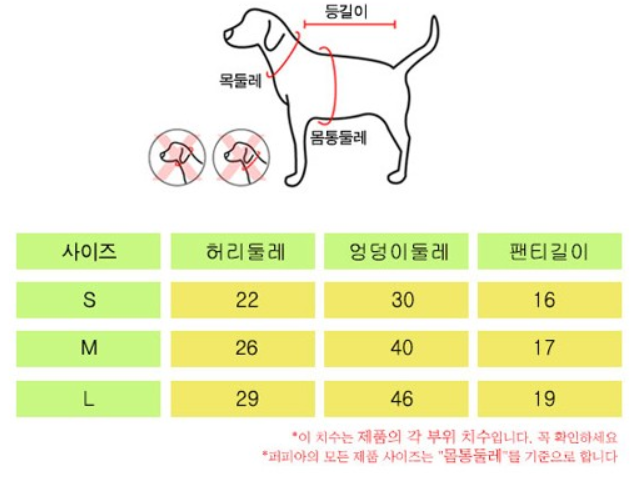 등길이
목둘레
몸통둘레
사이즈 허리둘레 엉덩이둘레 팬티길이
S 22 30 16
M 26 40 17
L 29 46 19
*이 치수는 제품의 각 부위 치수입니다. 꼭 확인하세요
*퍼피아의 모든 제품 사이즈는 "몸통둘레"를 기준으로 합니다